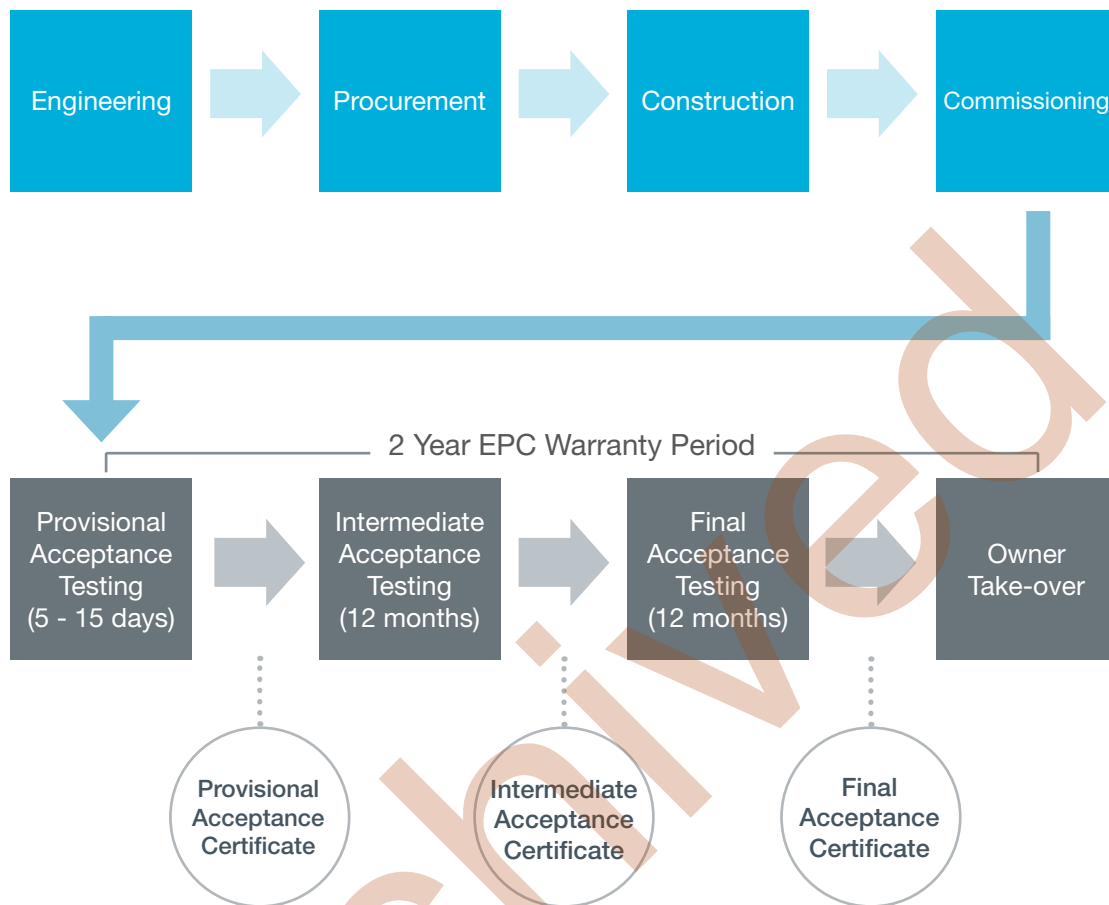 Engineering
Procurement
Construction
Commissioning
2 Year EPC Warranty Period
Provisional
Acceptance
Testing
(5 - 15 days)
Intermediate
Acceptance
Testing
(12 months)
Final
Acceptance
Testing
(12 months)
Owner
Take-over
Provisional
Acceptance
Certificate
Intermediate
Acceptance
Certificate
Final
Acceptance
Certificate
hived